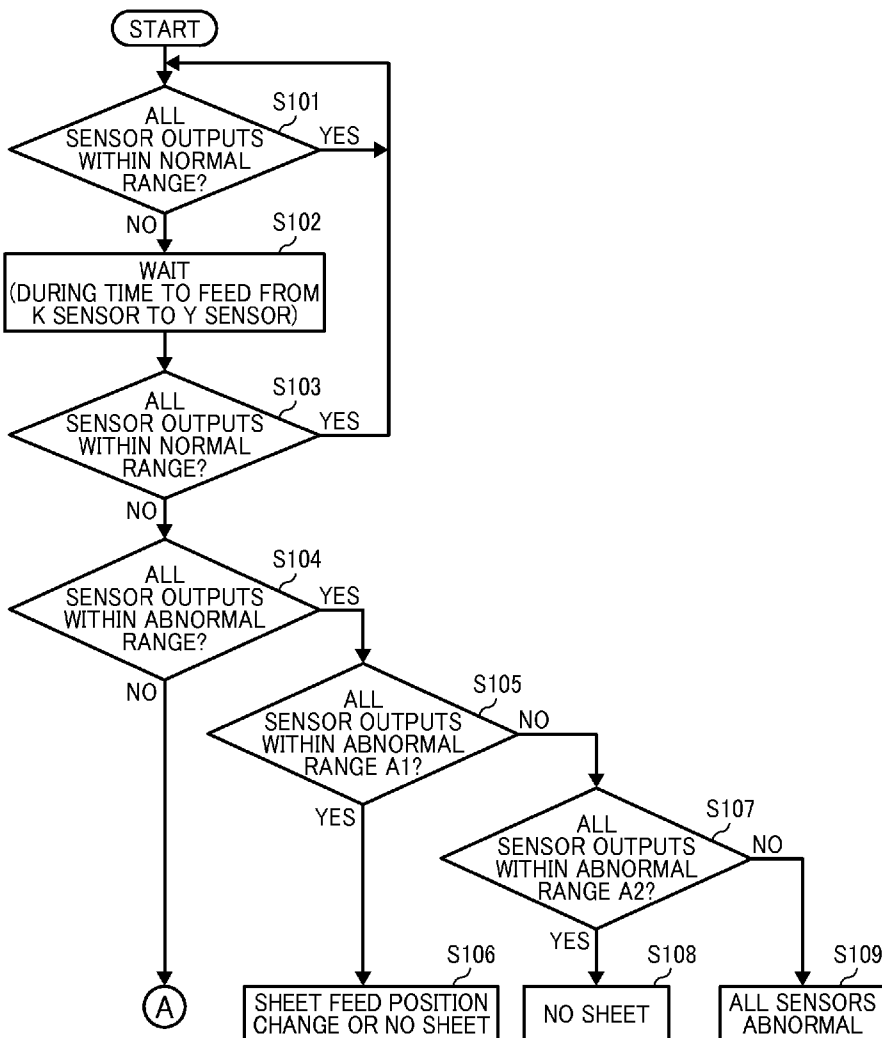 START
S101
ALL
SENSOR OUTPUTS
WITHIN NORMAL
RANGE?
YES
NO
S102
WAIT
(DURING TIME TO FEED FROM
K SENSOR TO Y SENSOR)
S103
ALL
SENSOR OUTPUTS
WITHIN NORMAL
RANGE?
YES
NO
S104
ALL
SENSOR OUTPUTS
WITHIN ABNORMAL
RANGE?
YES
NO
S105
ALL
SENSOR OUTPUTS
WITHIN ABNORMAL
RANGE A1?
NO
YES
S107
ALL
SENSOR OUTPUTS
WITHIN ABNORMAL
RANGE A2?
NO
YES
A
S106
SHEET FEED POSITION
CHANGE OR NO SHEET
S108
NO SHEET
S109
ALL SENSORS
ABNORMAL